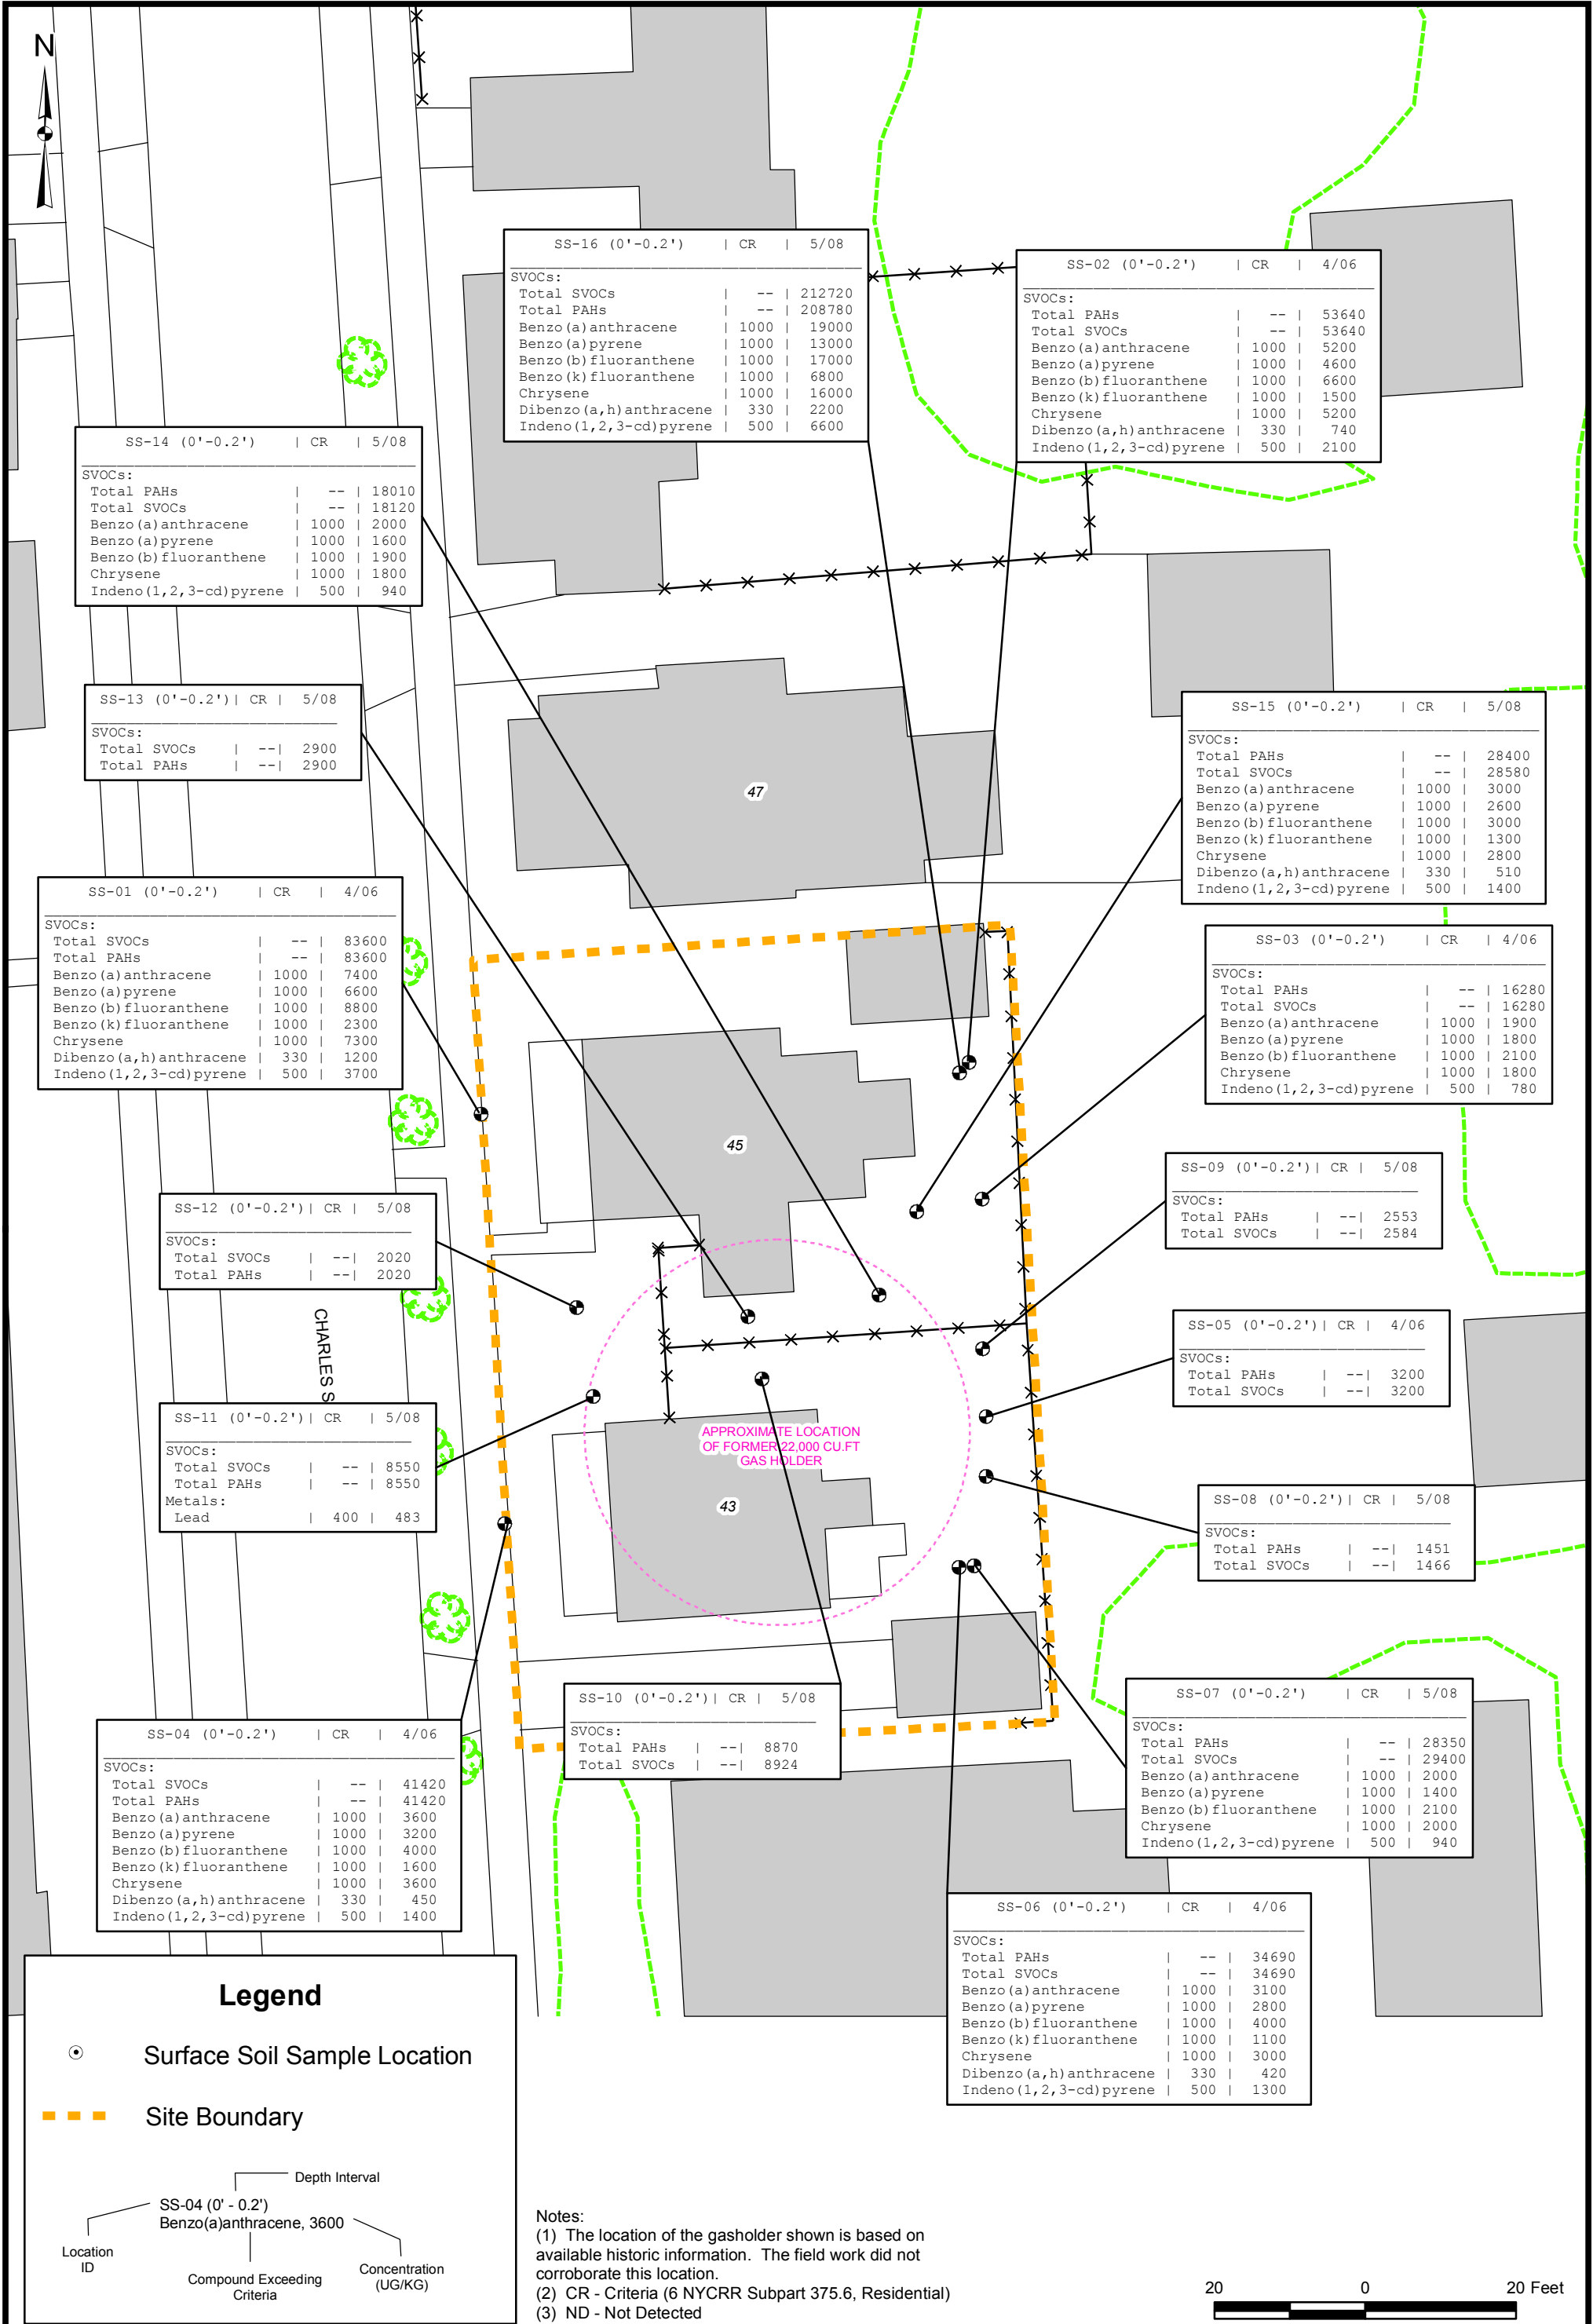 N
SS-16 (0'-0.2') | CR | 5/08
SVOCs:
Total SVOCs | -- | 212720
Total PAHs | -- | 208780
Benzo(a)anthracene | 1000 | 19000
Benzo(a)pyrene | 1000 | 13000
Benzo(b)fluoranthene | 1000 | 17000
Benzo(k)fluoranthene | 1000 | 6800
Chrysene | 1000 | 16000
Dibenzo(a,h)anthracene | 330 | 2200
Indeno(1,2,3-cd)pyrene | 500 | 6600
SS-02 (0'-0.2') | CR | 4/06
SVOCs:
Total PAHs | -- | 53640
Total SVOCs | -- | 53640
Benzo(a)anthracene | 1000 | 5200
Benzo(a)pyrene | 1000 | 4600
Benzo(b)fluoranthene | 1000 | 6600
Benzo(k)fluoranthene | 1000 | 1500
Chrysene | 1000 | 5200
Dibenzo(a,h)anthracene | 330 | 740
Indeno(1,2,3-cd)pyrene | 500 | 2100
SS-14 (0'-0.2') | CR | 5/08
SVOCs:
Total PAHs | -- | 18010
Total SVOCs | -- | 18120
Benzo(a)anthracene | 1000 | 2000
Benzo(a)pyrene | 1000 | 1600
Benzo(b)fluoranthene | 1000 | 1900
Chrysene | 1000 | 1800
Indeno(1,2,3-cd)pyrene | 500 | 940
SS-13 (0'-0.2')| CR | 5/08
SVOCs:
Total SVOCs | --| 2900
Total PAHs | --| 2900
47
SS-15 (0'-0.2') | CR | 5/08
SVOCs:
Total PAHs | -- | 28400
Total SVOCs | -- | 28580
Benzo(a)anthracene | 1000 | 3000
Benzo(a)pyrene | 1000 | 2600
Benzo(b)fluoranthene | 1000 | 3000
Benzo(k)fluoranthene | 1000 | 1300
Chrysene | 1000 | 2800
Dibenzo(a,h)anthracene | 330 | 510
Indeno(1,2,3-cd)pyrene | 500 | 1400
SS-01 (0'-0.2') | CR | 4/06
SVOCs:
Total SVOCs | -- | 83600
Total PAHs | -- | 83600
Benzo(a)anthracene | 1000 | 7400
Benzo(a)pyrene | 1000 | 6600
Benzo(b)fluoranthene | 1000 | 8800
Benzo(k)fluoranthene | 1000 | 2300
Chrysene | 1000 | 7300
Dibenzo(a,h)anthracene | 330 | 1200
Indeno(1,2,3-cd)pyrene | 500 | 3700
SS-03 (0'-0.2') | CR | 4/06
SVOCs:
Total PAHs | -- | 16280
Total SVOCs | -- | 16280
Benzo(a)anthracene | 1000 | 1900
Benzo(a)pyrene | 1000 | 1800
Benzo(b)fluoranthene | 1000 | 2100
Chrysene | 1000 | 1800
Indeno(1,2,3-cd)pyrene | 500 | 780
45
SS-09 (0'-0.2')| CR | 5/08
SVOCs:
Total PAHs | --| 2553
Total SVOCs | --| 2584
SS-12 (0'-0.2')| CR | 5/08
SVOCs:
Total SVOCs | --| 2020
Total PAHs | --| 2020
CHARLES S
SS-05 (0'-0.2')| CR | 4/06
SVOCs:
Total PAHs | --| 3200
Total SVOCs | --| 3200
SS-11 (0'-0.2')| CR | 5/08
SVOCs:
Total SVOCs | -- | 8550
Total PAHs | -- | 8550
Metals:
Lead | 400 | 483
APPROXIMATE LOCATION
OF FORMER 22,000 CU.FT
GAS HOLDER
43
SS-08 (0'-0.2')| CR | 5/08
SVOCs:
Total PAHs | --| 1451
Total SVOCs | --| 1466
SS-10 (0'-0.2')| CR | 5/08
SVOCs:
Total PAHs | --| 8870
Total SVOCs | --| 8924
SS-07 (0'-0.2') | CR | 5/08
SVOCs:
Total PAHs | -- | 28350
Total SVOCs | -- | 29400
Benzo(a)anthracene | 1000 | 2000
Benzo(a)pyrene | 1000 | 1400
Benzo(b)fluoranthene | 1000 | 2100
Chrysene | 1000 | 2000
Indeno(1,2,3-cd)pyrene | 500 | 940
SS-04 (0'-0.2') | CR | 4/06
SVOCs:
Total SVOCs | -- | 41420
Total PAHs | -- | 41420
Benzo(a)anthracene | 1000 | 3600
Benzo(a)pyrene | 1000 | 3200
Benzo(b)fluoranthene | 1000 | 4000
Benzo(k)fluoranthene | 1000 | 1600
Chrysene | 1000 | 3600
Dibenzo(a,h)anthracene | 330 | 450
Indeno(1,2,3-cd)pyrene | 500 | 1400
SS-06 (0'-0.2') | CR | 4/06
SVOCs:
Total PAHs | -- | 34690
Total SVOCs | -- | 34690
Benzo(a)anthracene | 1000 | 3100
Benzo(a)pyrene | 1000 | 2800
Benzo(b)fluoranthene | 1000 | 4000
Benzo(k)fluoranthene | 1000 | 1100
Chrysene | 1000 | 3000
Dibenzo(a,h)anthracene | 330 | 420
Indeno(1,2,3-cd)pyrene | 500 | 1300
Legend
Surface Soil Sample Location
Site Boundary
Depth Interval
SS-04 (0' - 0.2')
Benzo(a)anthracene, 3600
Location
ID
Compound Exceeding
Criteria
Concentration
(UG/KG)
Notes:
(1) The location of the gasholder shown is based on
available historic information. The field work did not
corroborate this location.
(2) CR - Criteria (6 NYCRR Subpart 375.6, Residential)
(3) ND - Not Detected
20 0 20 Feet